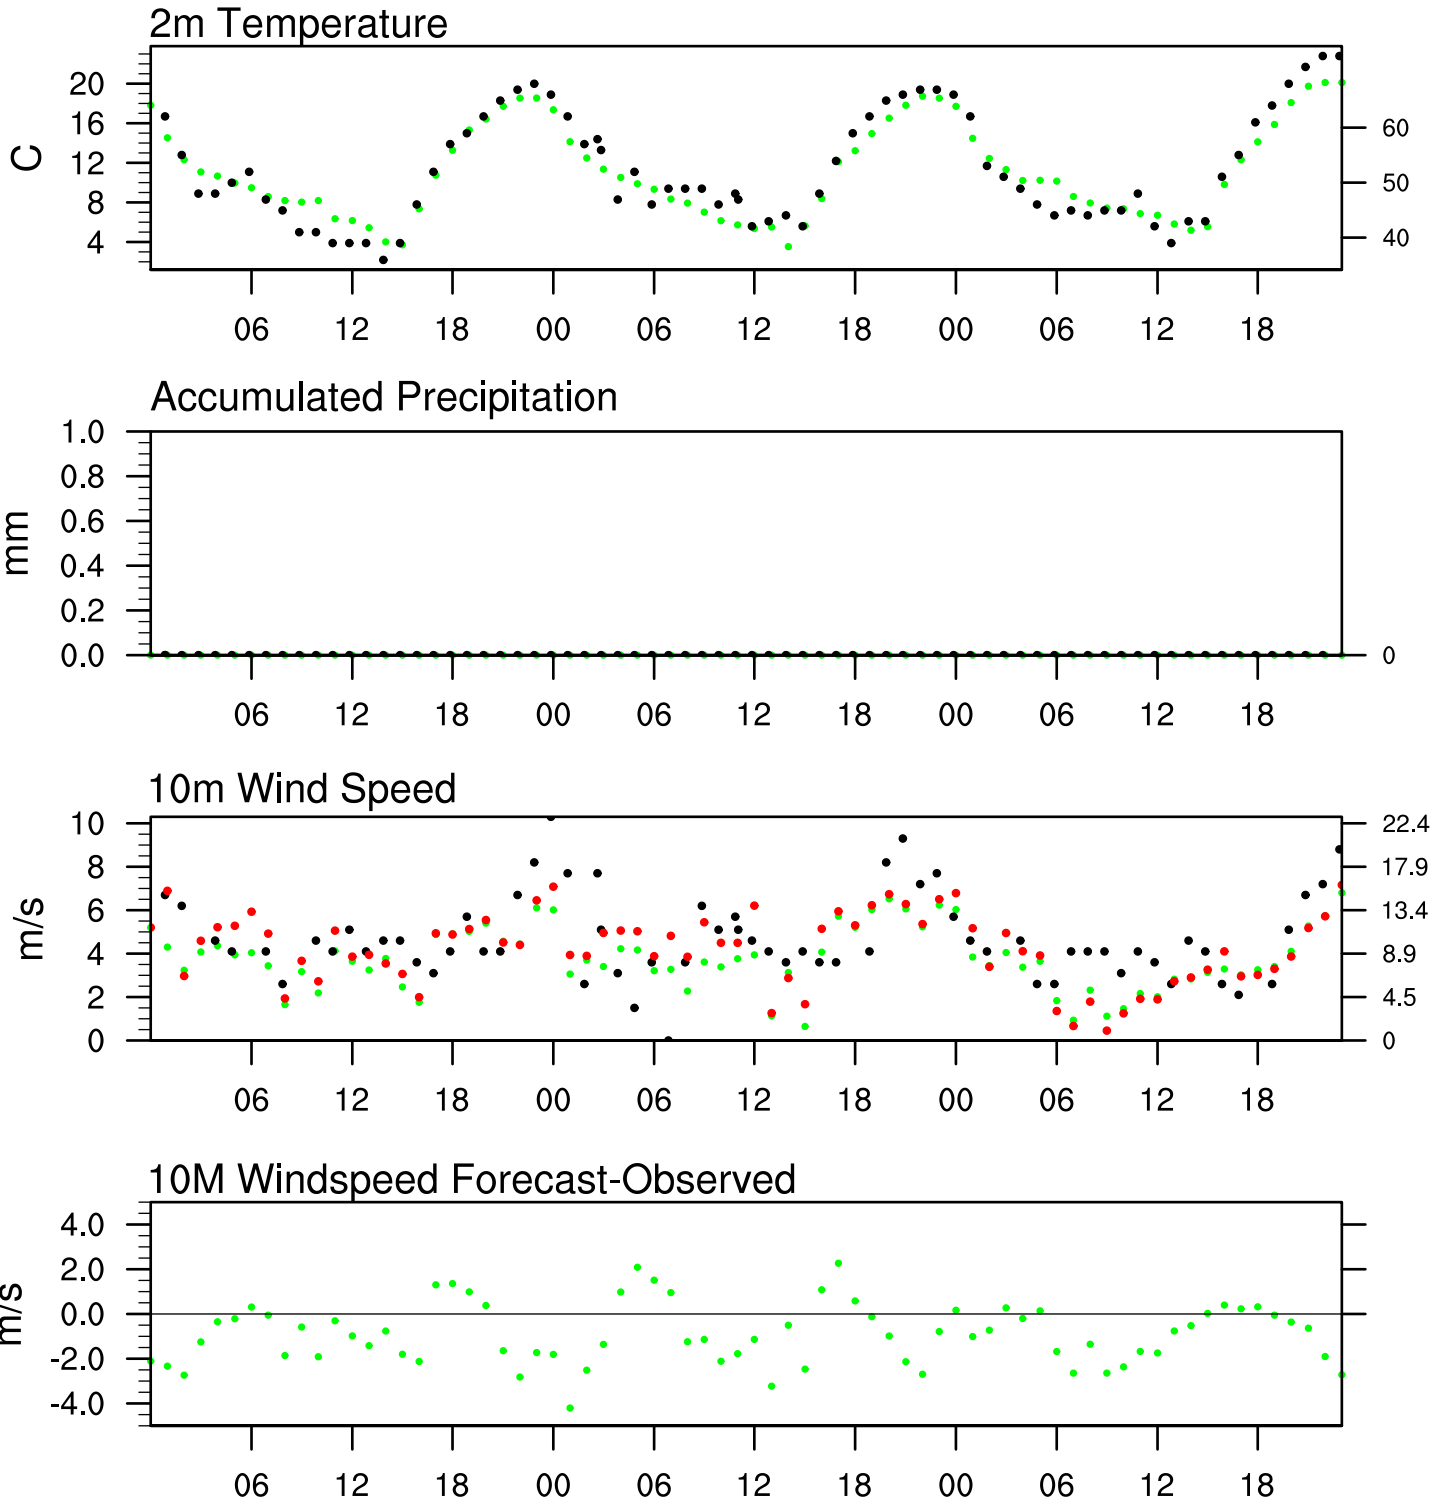 2m Temperature
20
16
12
8
4
C
60
50
40
06 12 18 00 06 12 18 00 06 12 18
Accumulated Precipitation
1.0
0.8
0.6
0.4
0.2
0.0
mm
0
06 12 18 00 06 12 18 00 06 12 18
10m Wind Speed
10
8
6
4
2
0
m/s
22.4
17.9
13.4
8.9
4.5
0
06 12 18 00 06 12 18 00 06 12 18
10M Windspeed Forecast-Observed
4.0
2.0
0.0
-2.0
-4.0
m/s
06 12 18 00 06 12 18 00 06 12 18